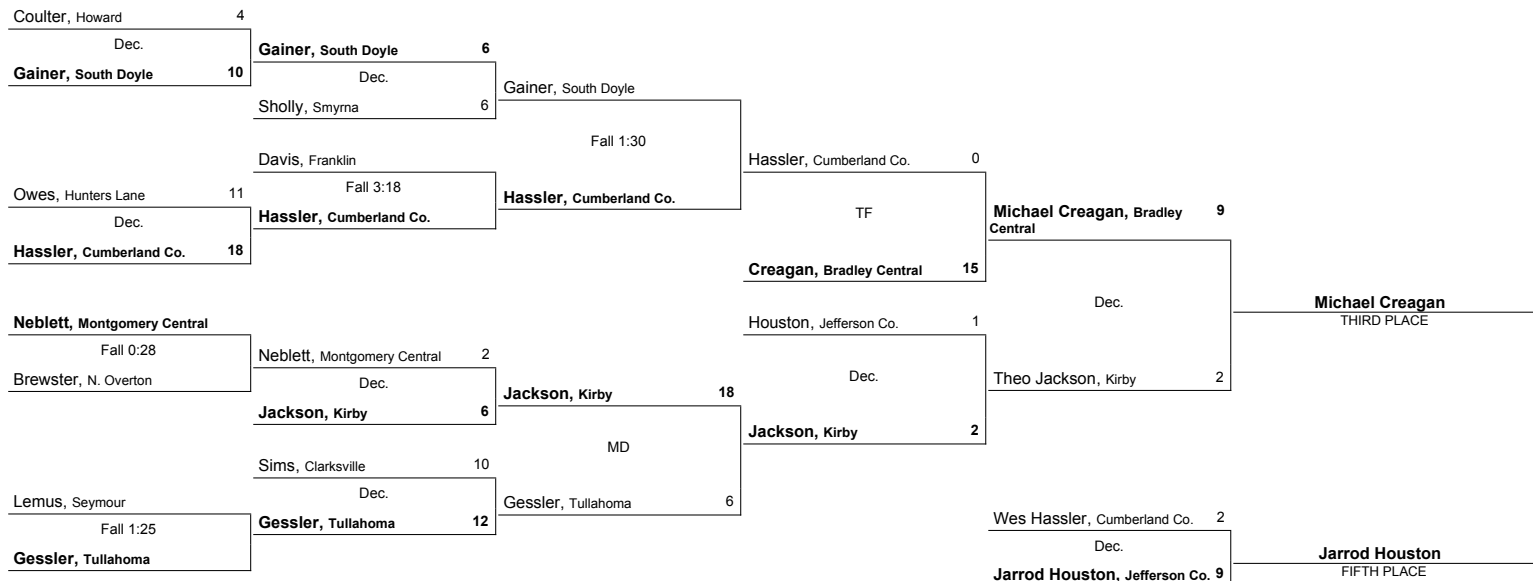 Coulter, Howard 4
Dec.
Gainer, South Doyle 10
Owes, Hunters Lane 11
Dec.
Hassler, Cumberland Co. 18
Neblett, Montgomery Central
Fall 0:28
Brewster, N. Overton
Lemus, Seymour
Fall 1:25
Gessler, Tullahoma
Gainer, South Doyle 6
Dec.
Sholly, Smyrna 6
Davis, Franklin
Fall 3:18
Hassler, Cumberland Co.
Neblett, Montgomery Central 2
Dec.
Jackson, Kirby 6
Sims, Clarksville 10
Dec.
Gessler, Tullahoma 12
Gainer, South Doyle
Fall 1:30
Hassler, Cumberland Co.
Jackson, Kirby 18
MD
Gessler, Tullahoma 6
Hassler, Cumberland Co. 0
TF
Creagan, Bradley Central 15
Houston, Jefferson Co. 1
Dec.
Jackson, Kirby 2
Michael Creagan, Bradley 9
Central
Dec.
Theo Jackson, Kirby 2
Wes Hassler, Cumberland Co. 2
Dec.
Jarrod Houston, Jefferson Co. 9
Michael Creagan
THIRD PLACE
Jarrod Houston
FIFTH PLACE